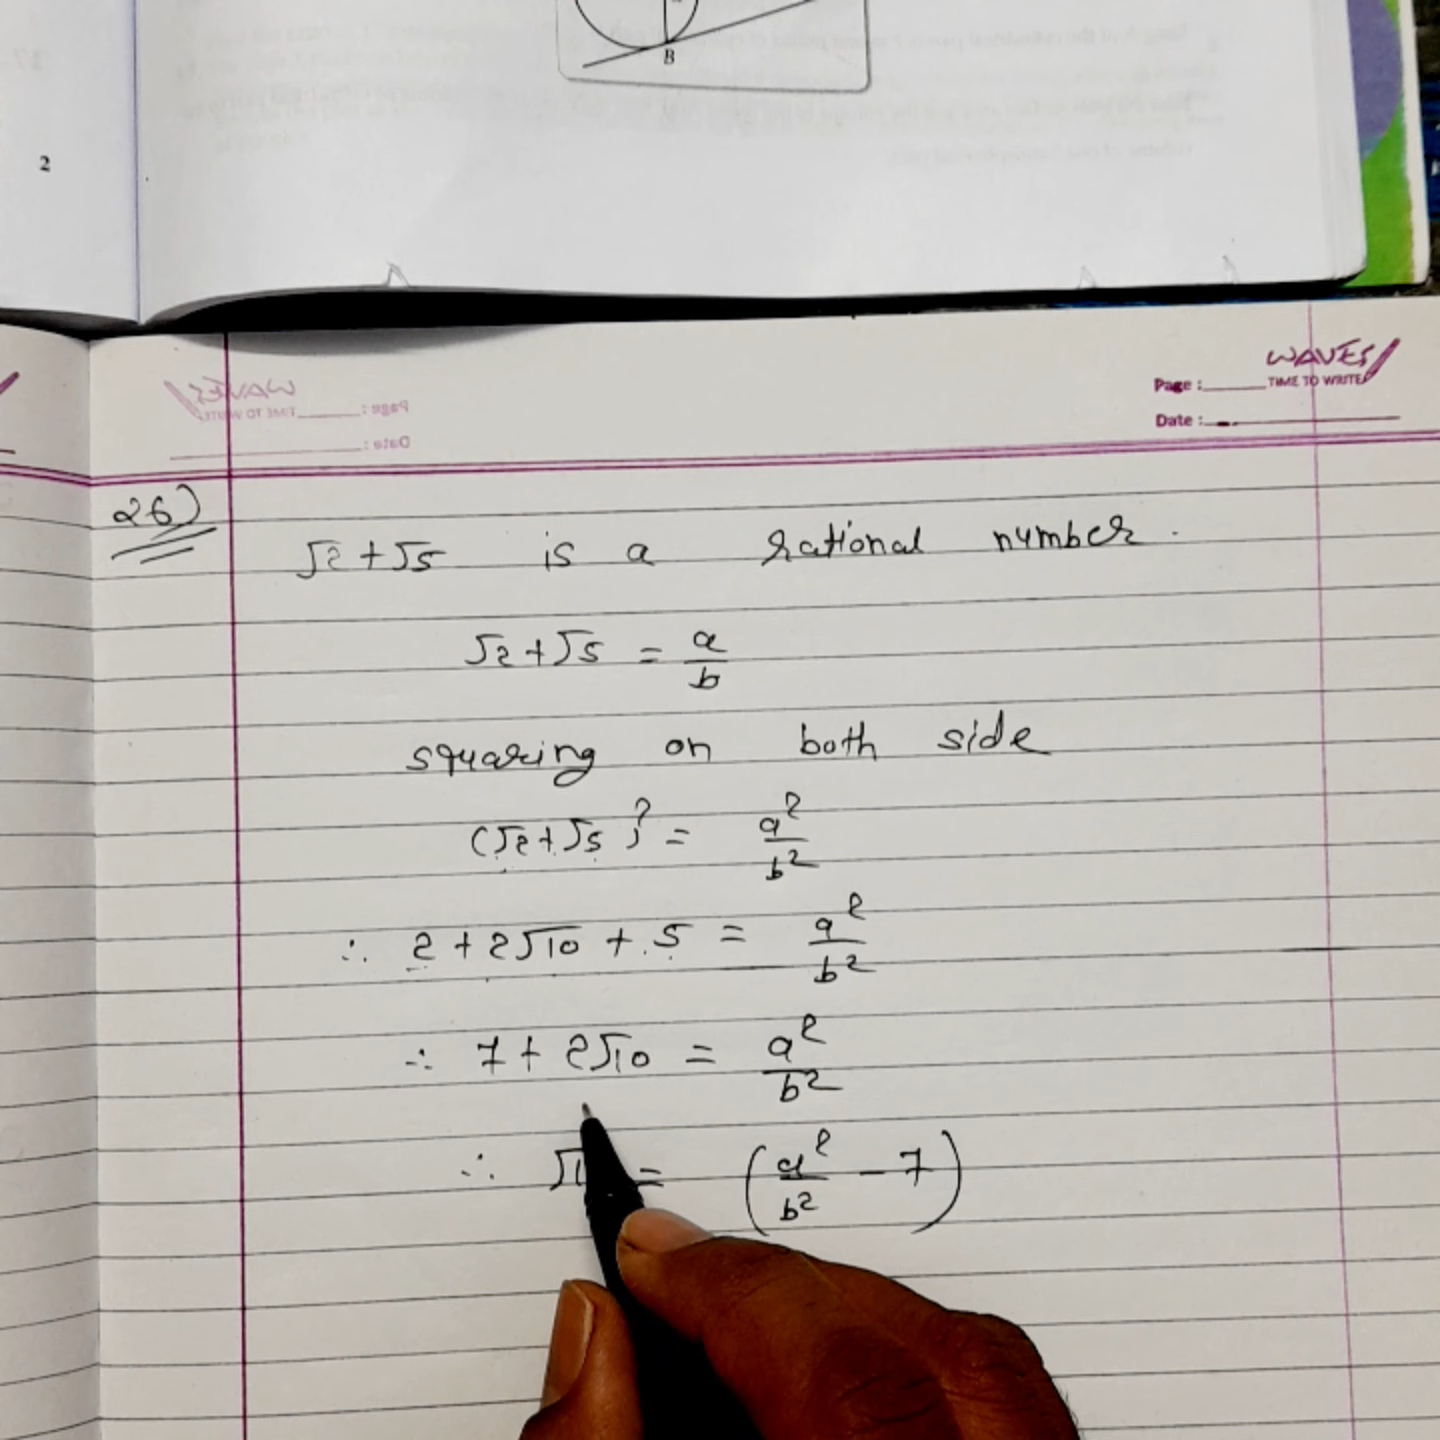 B
2
WAVES
Page : TIME TO WRITE
Date :
26)
√2 + √5 is a rational number.
√2 + √5 = a/b
squaring on both side
(√2 + √5)² = a²/b²
∴ 2 + 2√10 + 5 = a²/b²
∴ 7 + 2√10 = a²/b²
∴ = (a²/b² - 7)